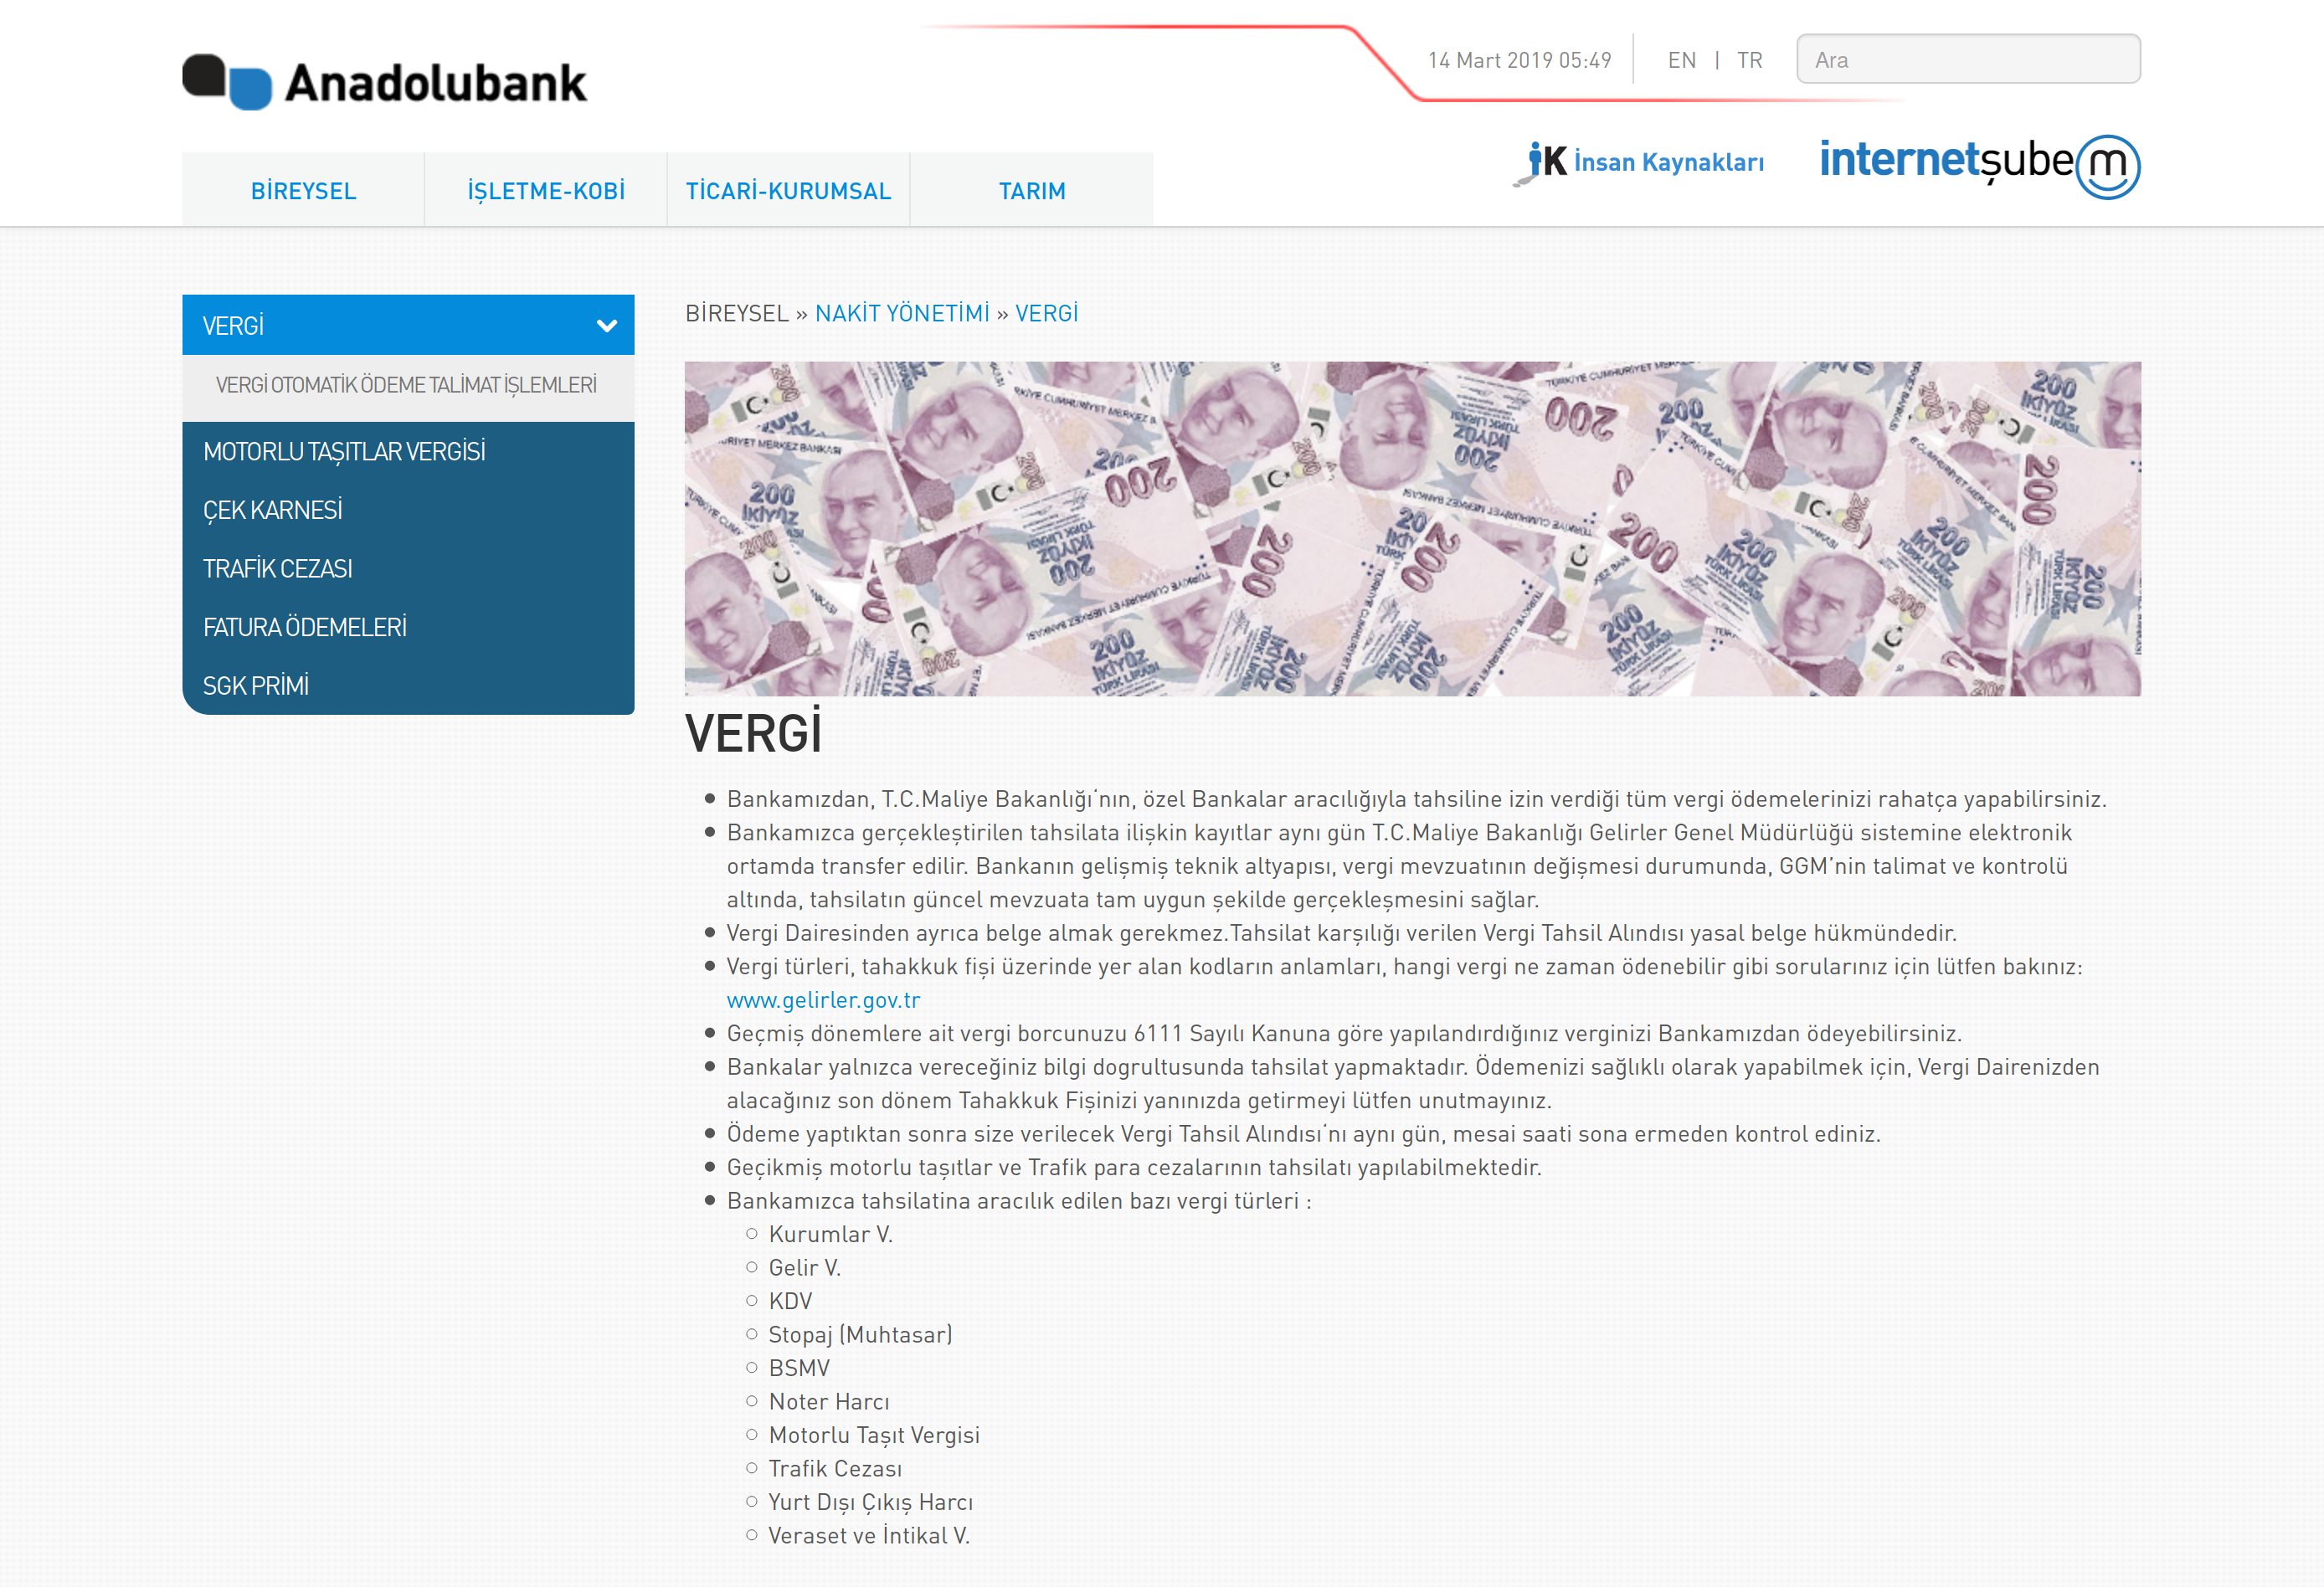 Anadolubank
14 Mart 2019 05:49
EN | TR
Ara
iK İnsan Kaynakları
internetşubem
BİREYSEL
İŞLETME-KOBİ
TİCARİ-KURUMSAL
TARIM
VERGİ
VERGİ OTOMATİK ÖDEME TALİMAT İŞLEMLERİ
MOTORLU TAŞITLAR VERGİSİ
ÇEK KARNESİ
TRAFİK CEZASI
FATURA ÖDEMELERİ
SGK PRİMİ
BİREYSEL » NAKİT YÖNETİMİ » VERGİ
VERGİ
Bankamızdan, T.C.Maliye Bakanlığı‘nın, özel Bankalar aracılığıyla tahsiline izin verdiği tüm vergi ödemelerinizi rahatça yapabilirsiniz.
Bankamızca gerçekleştirilen tahsilata ilişkin kayıtlar aynı gün T.C.Maliye Bakanlığı Gelirler Genel Müdürlüğü sistemine elektronik
ortamda transfer edilir. Bankanın gelişmiş teknik altyapısı, vergi mevzuatının değişmesi durumunda, GGM’nin talimat ve kontrolü
altında, tahsilatın güncel mevzuata tam uygun şekilde gerçekleşmesini sağlar.
Vergi Dairesinden ayrıca belge almak gerekmez.Tahsilat karşılığı verilen Vergi Tahsil Alındısı yasal belge hükmündedir.
Vergi türleri, tahakkuk fişi üzerinde yer alan kodların anlamları, hangi vergi ne zaman ödenebilir gibi sorularınız için lütfen bakınız:
www.gelirler.gov.tr
Geçmiş dönemlere ait vergi borcunuzu 6111 Sayılı Kanuna göre yapılandırdığınız verginizi Bankamızdan ödeyebilirsiniz.
Bankalar yalnızca vereceğiniz bilgi dogrultusunda tahsilat yapmaktadır. Ödemenizi sağlıklı olarak yapabilmek için, Vergi Dairenizden
alacağınız son dönem Tahakkuk Fişinizi yanınızda getirmeyi lütfen unutmayınız.
Ödeme yaptıktan sonra size verilecek Vergi Tahsil Alındısı‘nı aynı gün, mesai saati sona ermeden kontrol ediniz.
Geçikmiş motorlu taşıtlar ve Trafik para cezalarının tahsilatı yapılabilmektedir.
Bankamızca tahsilatina aracılık edilen bazı vergi türleri :
Kurumlar V.
Gelir V.
KDV
Stopaj (Muhtasar)
BSMV
Noter Harcı
Motorlu Taşıt Vergisi
Trafik Cezası
Yurt Dışı Çıkış Harcı
Veraset ve İntikal V.